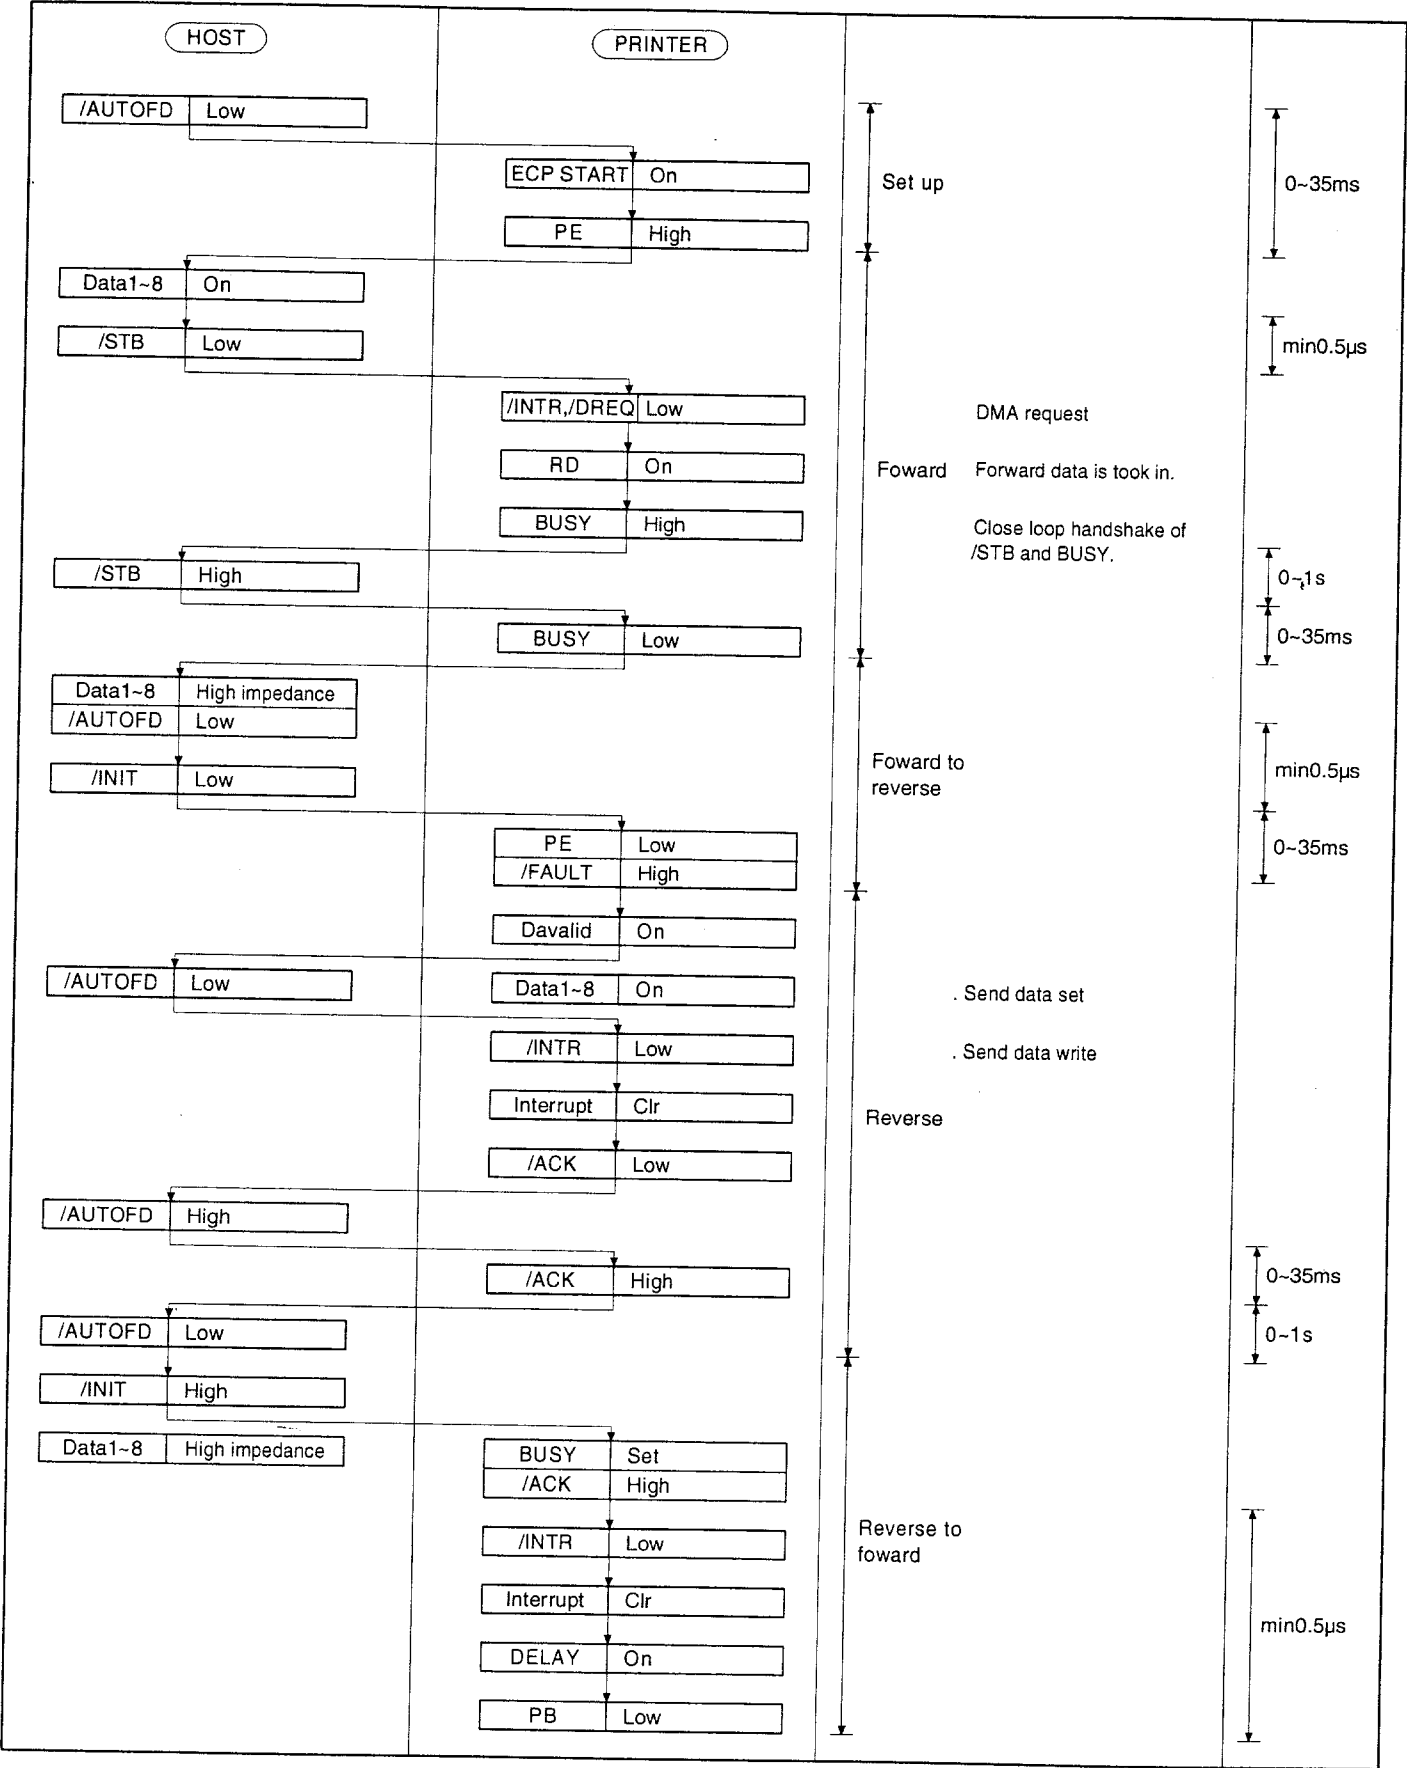 HOST
PRINTER
/AUTOFD Low
ECP START On
Set up
0~35ms
PE High
Data1~8 On
/STB Low
min0.5µs
/INTR,/DREQ Low
DMA request
RD On
Foward
Forward data is took in.
BUSY High
Close loop handshake of
/STB and BUSY.
/STB High
0~1s
BUSY Low
0~35ms
Data1~8 High impedance
/AUTOFD Low
/INIT Low
Foward to
reverse
min0.5µs
PE Low
/FAULT High
0~35ms
Davalid On
/AUTOFD Low
Data1~8 On
. Send data set
/INTR Low
. Send data write
Interrupt Clr
Reverse
/ACK Low
/AUTOFD High
/ACK High
0~35ms
/AUTOFD Low
0~1s
/INIT High
Data1~8 High impedance
BUSY Set
/ACK High
/INTR Low
Reverse to
foward
Interrupt Clr
min0.5µs
DELAY On
PB Low